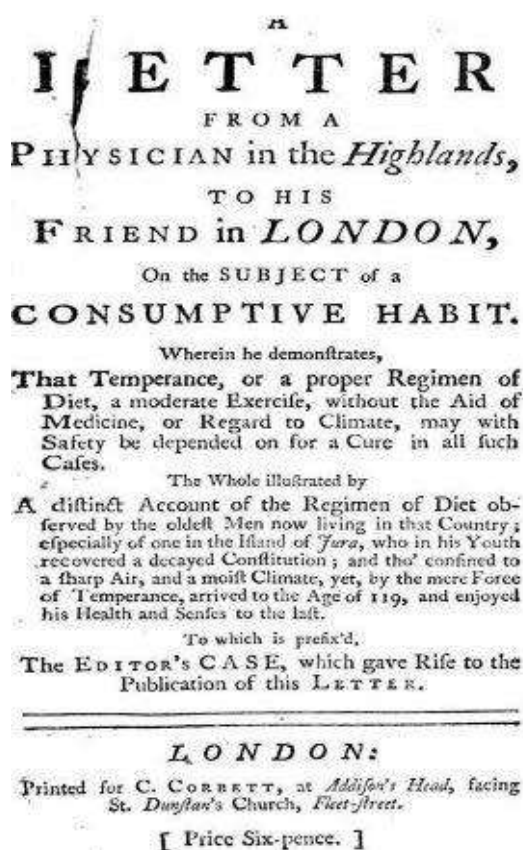 A
LETTER
FROM A
PHYSICIAN in the Highlands,
TO HIS
FRIEND in LONDON,
On the SUBJECT of a
CONSUMPTIVE HABIT.
Wherein he demonſtrates,
That Temperance, or a proper Regimen of
Diet, a moderate Exerciſe, without the Aid of
Medicine, or Regard to Climate, may with
Safety be depended on for a Cure in all ſuch
Caſes.
The Whole illuſtrated by
A diſtinct Account of the Regimen of Diet ob-
ſerved by the oldeſt Men now living in that Country;
eſpecially of one in the Iſland of Jura, who in his Youth
recovered a decayed Conſtitution; and tho' confined to
a ſharp Air, and a moiſt Climate, yet, by the mere Force
of Temperance, arrived to the Age of 119, and enjoyed
his Health and Senſes to the laſt.
To which is prefix'd,
The EDITOR'S CASE, which gave Riſe to the
Publication of this LETTER.
LONDON:
Printed for C. CORBETT, at Addiſon's Head, facing
St. Dunſtan's Church, Fleet-ſtreet.
[ Price Six-pence. ]